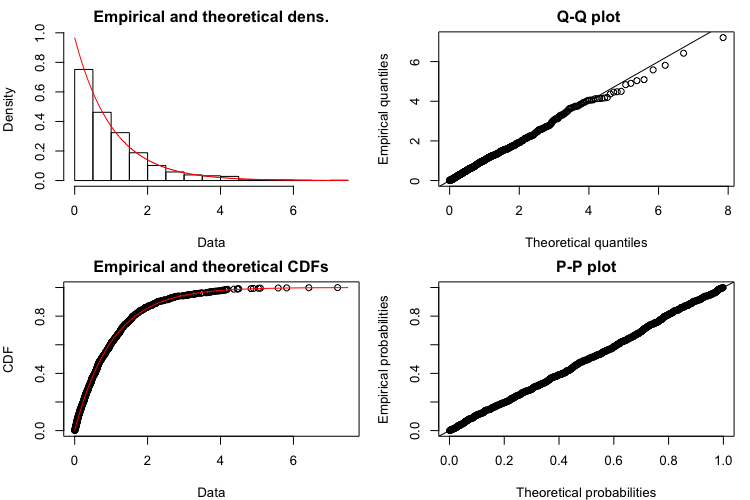 Empirical and theoretical dens.
Density
0.0 0.2 0.4 0.6 0.8 1.0
0 2 4 6
Data
Q-Q plot
Empirical quantiles
0 2 4 6
0 2 4 6 8
Theoretical quantiles
Empirical and theoretical CDFs
CDF
0.0 0.4 0.8
0 2 4 6
Data
P-P plot
Empirical probabilities
0.0 0.4 0.8
0.0 0.2 0.4 0.6 0.8 1.0
Theoretical probabilities